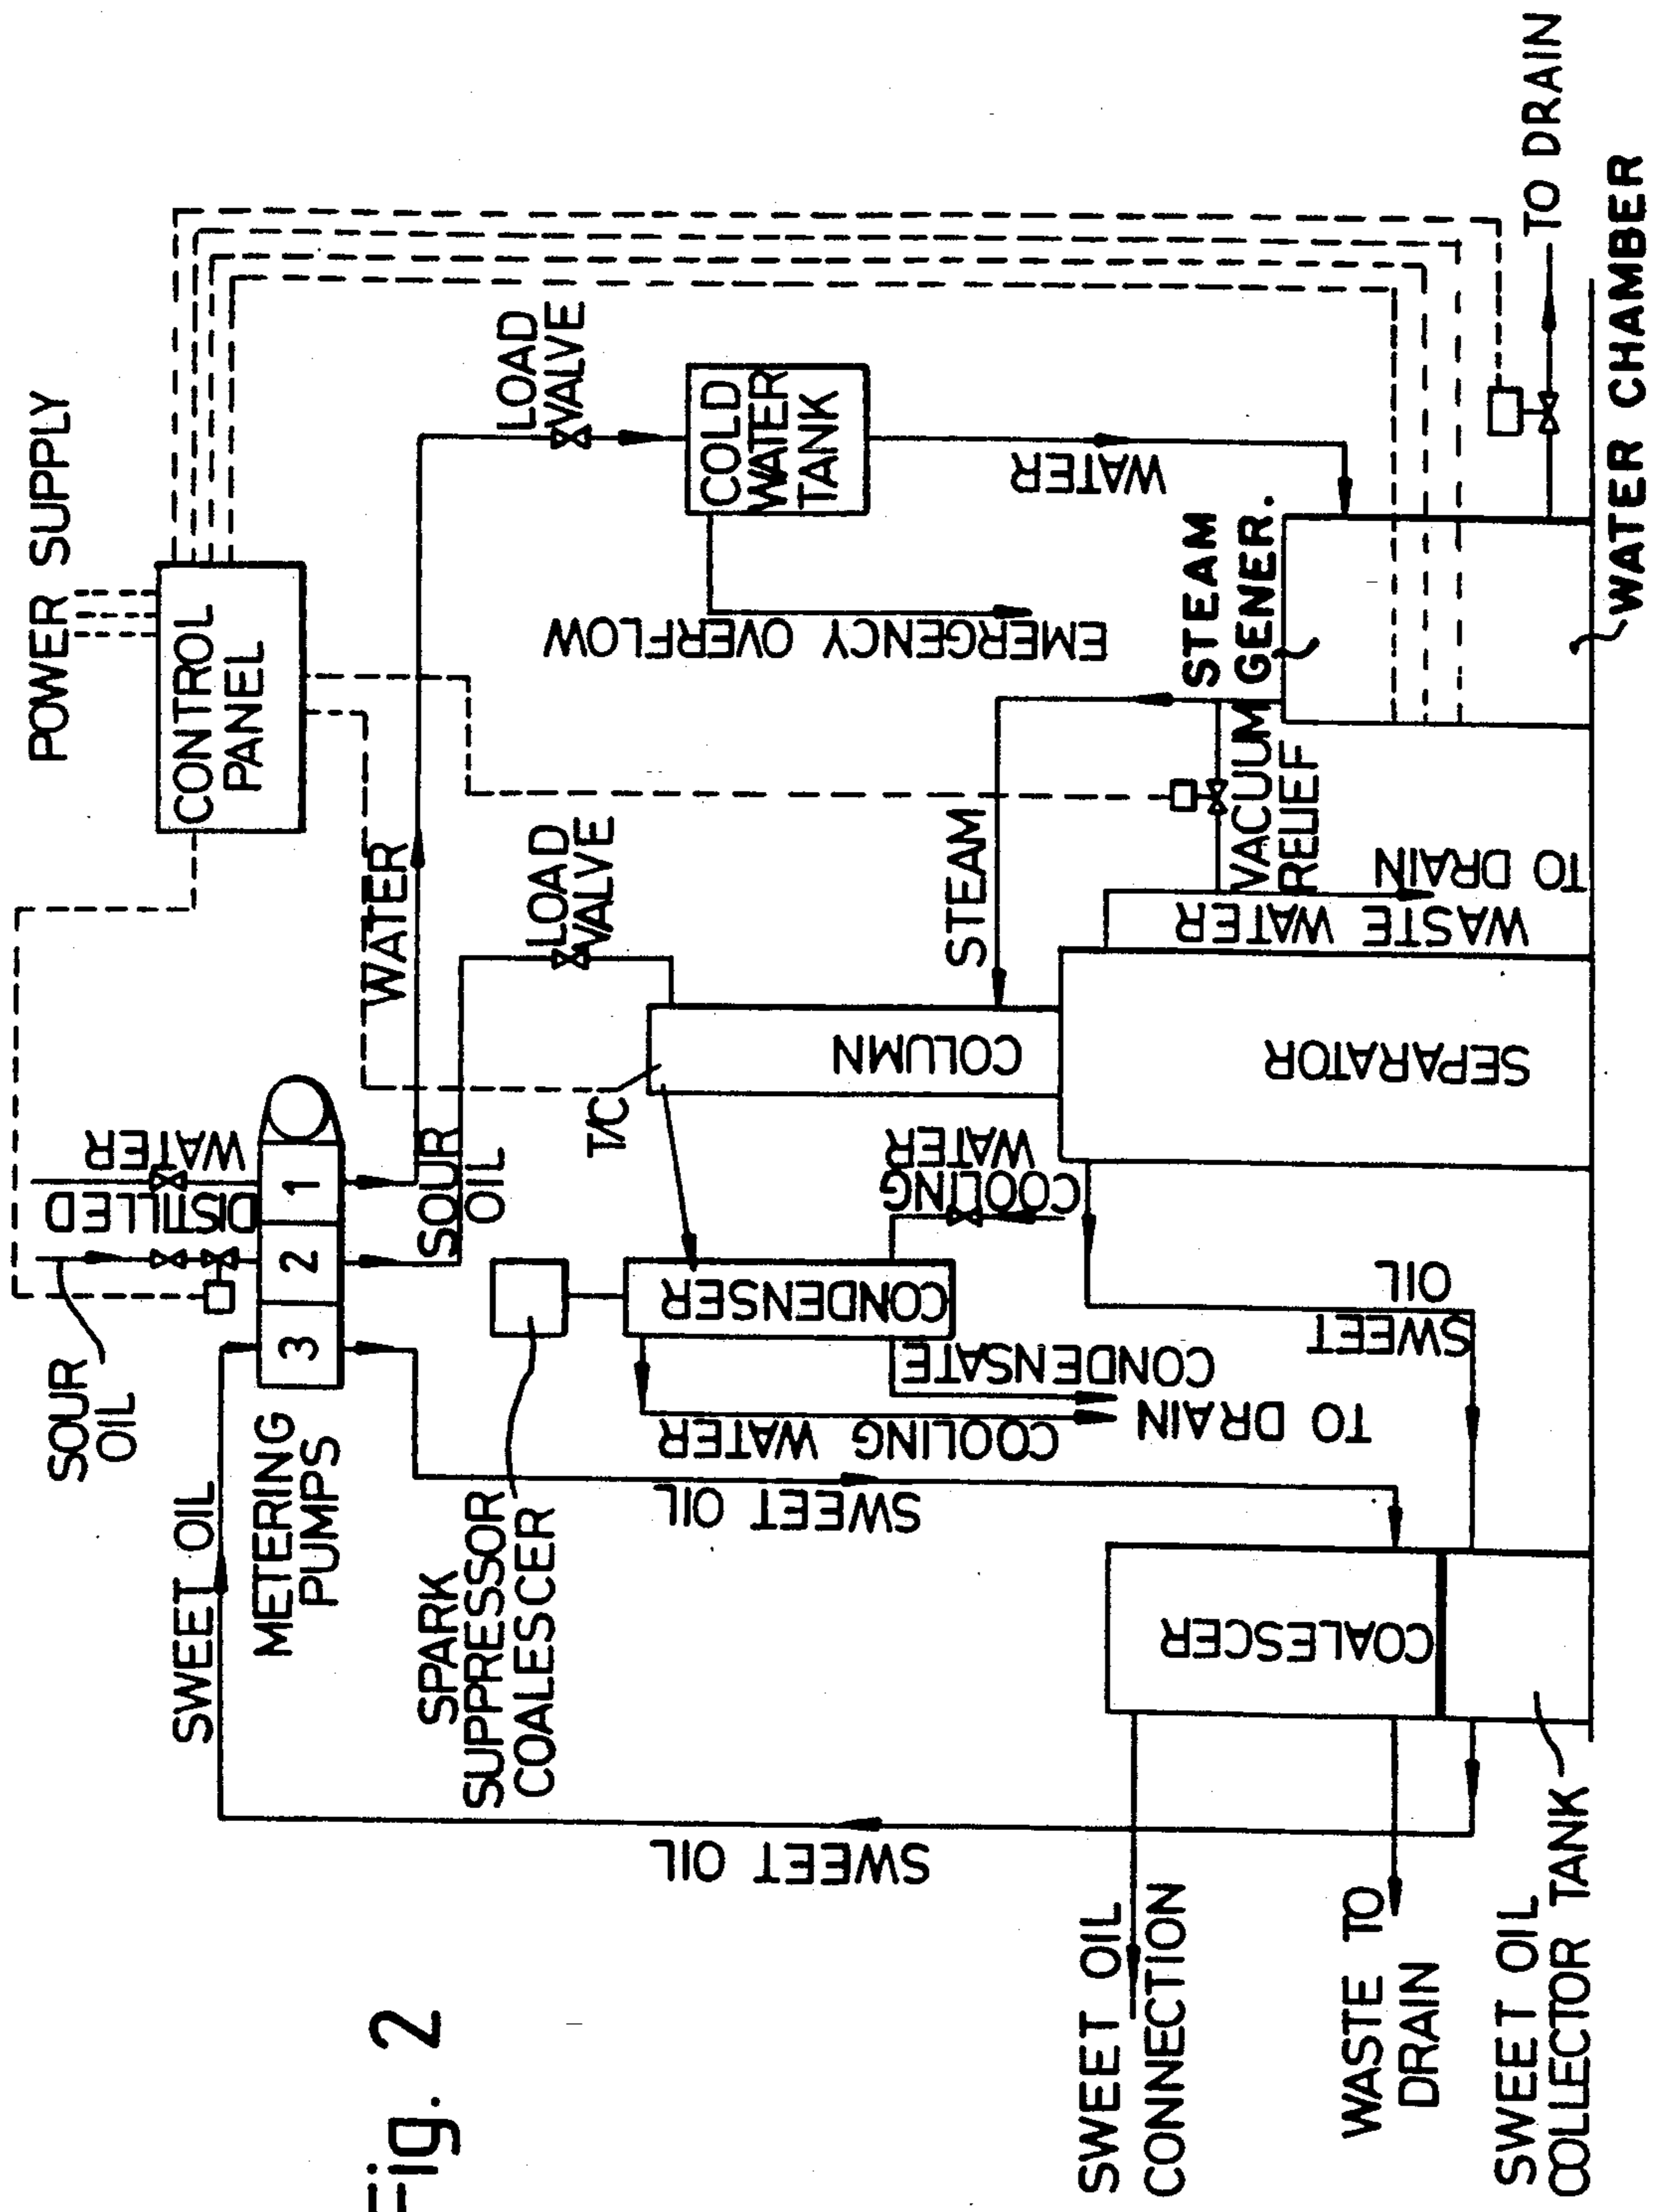 POWER SUPPLY
CONTROL
PANEL
DISTILLED
WATER
SOUR
OIL
1
2
3
METERING
PUMPS
SWEET OIL
WATER
SOUR
OIL
LOAD
VALVE
LOAD
VALVE
COLD
WATER
TANK
WATER
EMERGENCY OVERFLOW
STEAM
GENER.
STEAM
VACUUM
RELIEF
WASTE WATER
TO DRAIN
TO DRAIN
WATER CHAMBER
T/C
COLUMN
SEPARATOR
COOLING
WATER
CONDENSER
SPARK
SUPPRESSOR
COALESCER
CONDENSATE
COOLING WATER
TO DRAIN
SWEET OIL
SWEET OIL
COALESCER
SWEET OIL
SWEET OIL
CONNECTION
WASTE TO
DRAIN
SWEET OIL
COLLECTOR TANK
Fig. 2